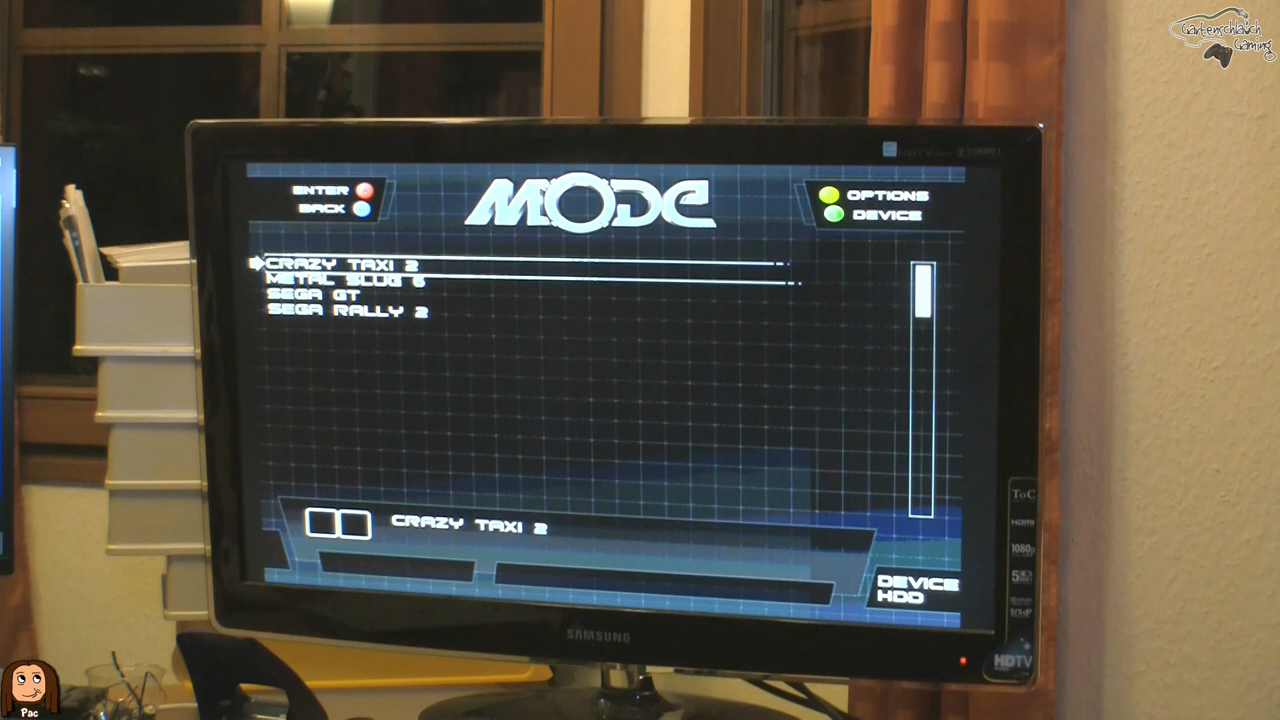 Gartenschlauch
Gaming
HDTV
ENTER A
BACK
MODE
OPTIONS
DEVICE
CRAZY TAXI 2
METAL SLUG 6
SEGA GT
SEGA RALLY 2
CRAZY TAXI 2
DEVICE
HDD
ToC
HDMI
1080p
SAMSUNG
HDTV
Pac